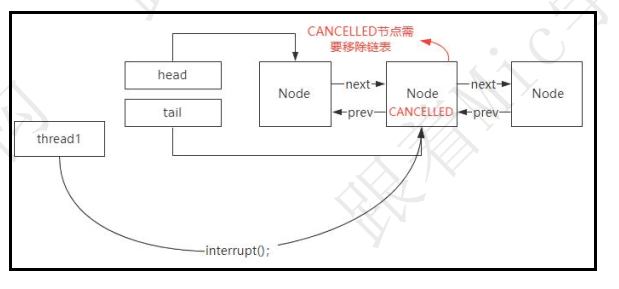 CANCELLED节点需
要移除链表
head
tail
thread1
Node
next
prev
Node
CANCELLED
next
prev
Node
interrupt();
跟着Mic学